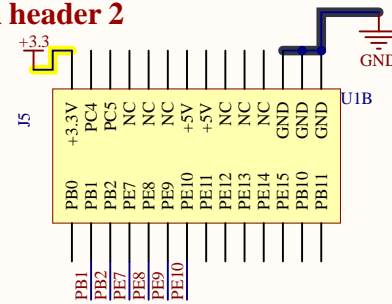 header 2
+3.3
GND
U1B
J5
+3.3V PC4 PC5 NC NC NC +5V +5V NC NC NC GND GND GND
PB0 PB1 PB2 PE7 PE8 PE9 PE10 PE11 PE12 PE13 PE14 PE15 PB10 PB11
PB1 PB2 PE7 PE8 PE9 PE10